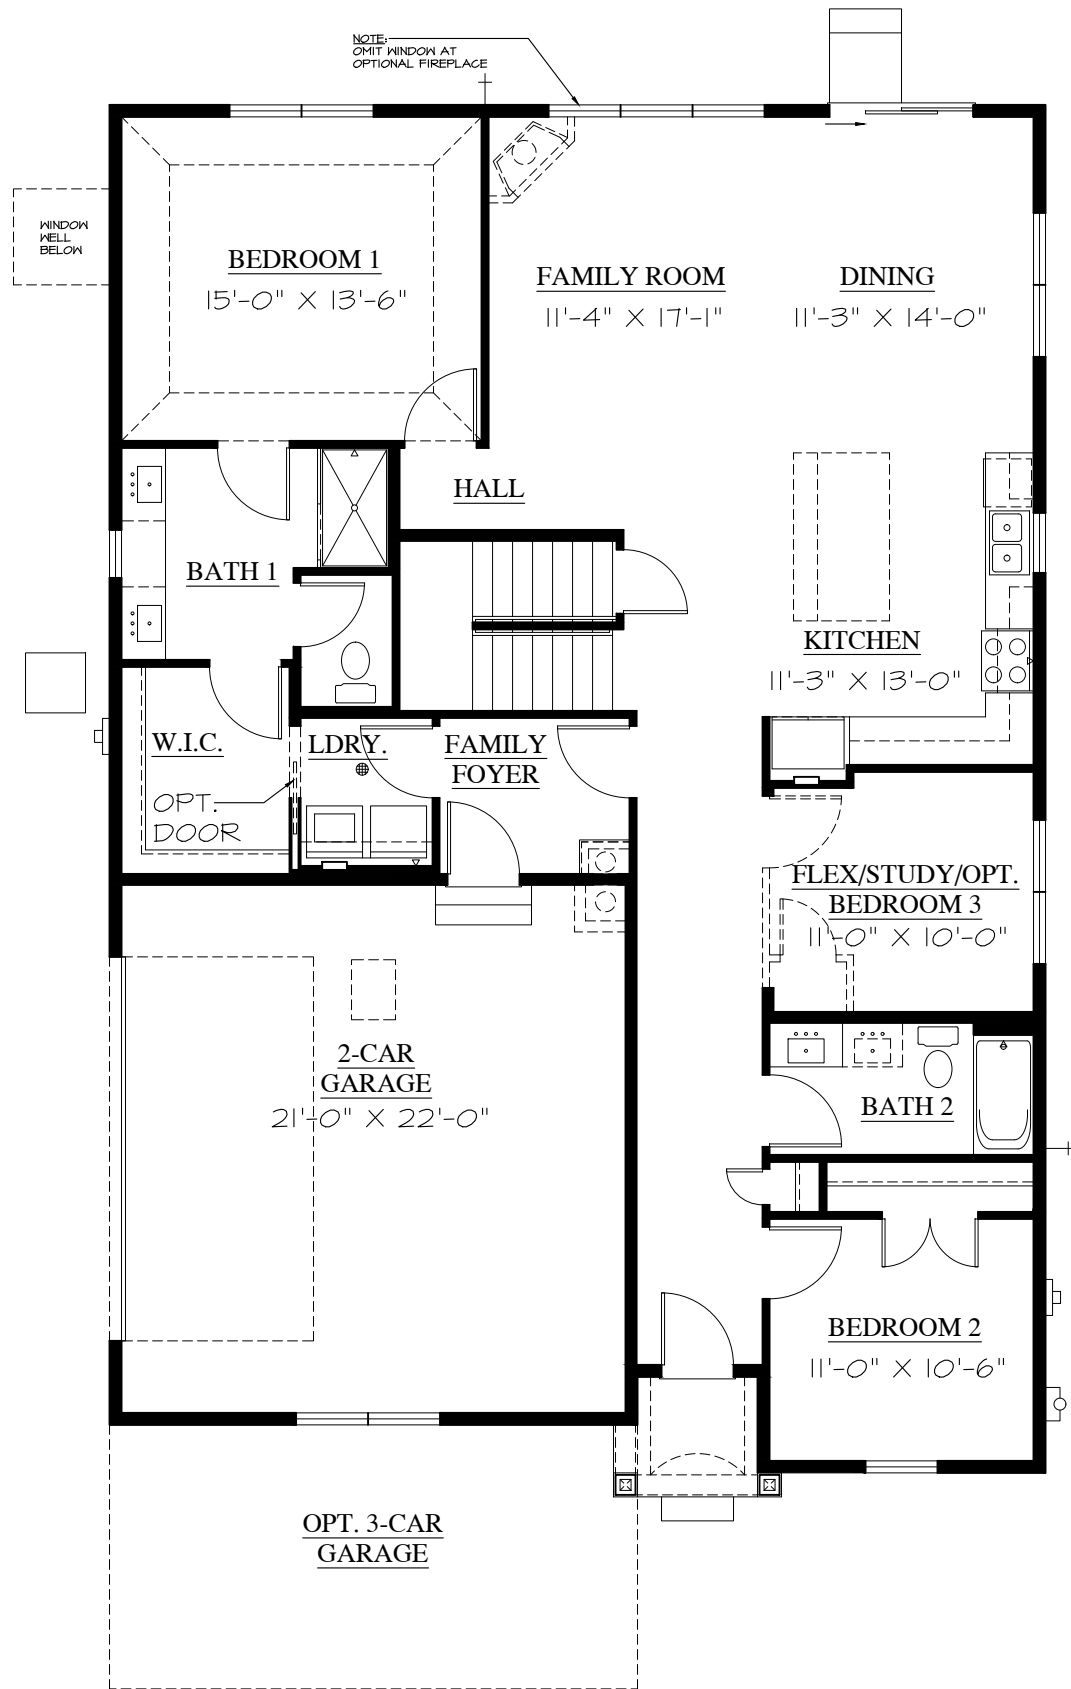 NOTE:
OMIT WINDOW AT
OPTIONAL FIREPLACE
WINDOW
WELL
BELOW
BEDROOM 1
15'-0" X 13'-6"
FAMILY ROOM
11'-4" X 17'-1"
DINING
11'-3" X 14'-0"
HALL
BATH 1
KITCHEN
11'-3" X 13'-0"
W.I.C.
LDRY.
FAMILY
FOYER
OPT.
DOOR
FLEX/STUDY/OPT.
BEDROOM 3
11'-0" X 10'-0"
2-CAR
GARAGE
21'-0" X 22'-0"
BATH 2
BEDROOM 2
11'-0" X 10'-6"
OPT. 3-CAR
GARAGE